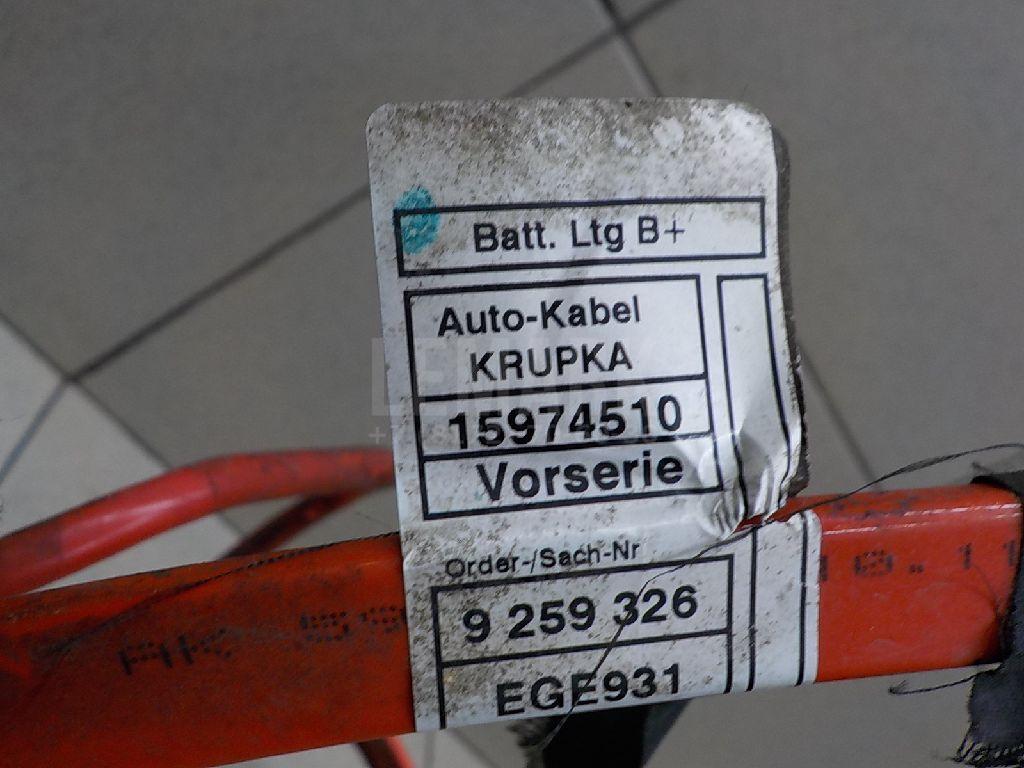 Batt. Ltg B+
Auto-Kabel
KRUPKA
15974510
Vorserie
Order-/Sach-Nr
9 259 326
EGE931